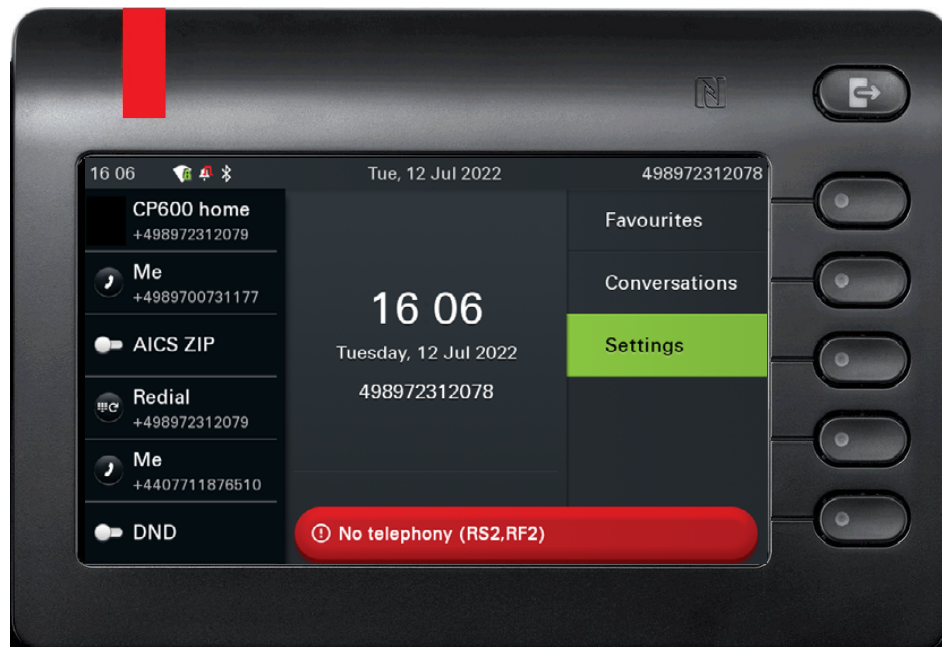 16 06
Tue, 12 Jul 2022
498972312078
CP600 home
+498972312079
Me
+4989700731177
AICS ZIP
Redial
+498972312079
Me
+4407711876510
DND
16 06
Tuesday, 12 Jul 2022
498972312078
No telephony (RS2,RF2)
Favourites
Conversations
Settings